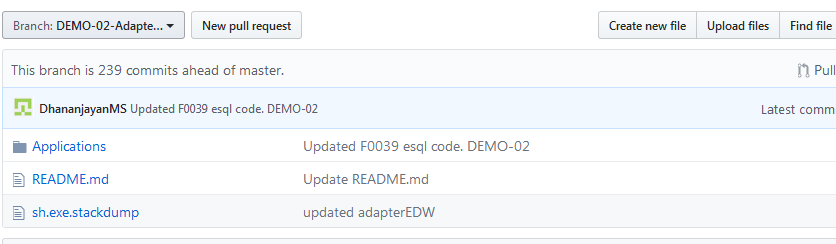 Branch: DEMO-02-Adapte... New pull request Create new file Upload files Find file
This branch is 239 commits ahead of master. Pull
DhananjayanMS Updated F0039 esql code. DEMO-02 Latest comm
Applications Updated F0039 esql code. DEMO-02
README.md Update README.md
sh.exe.stackdump updated adapterEDW